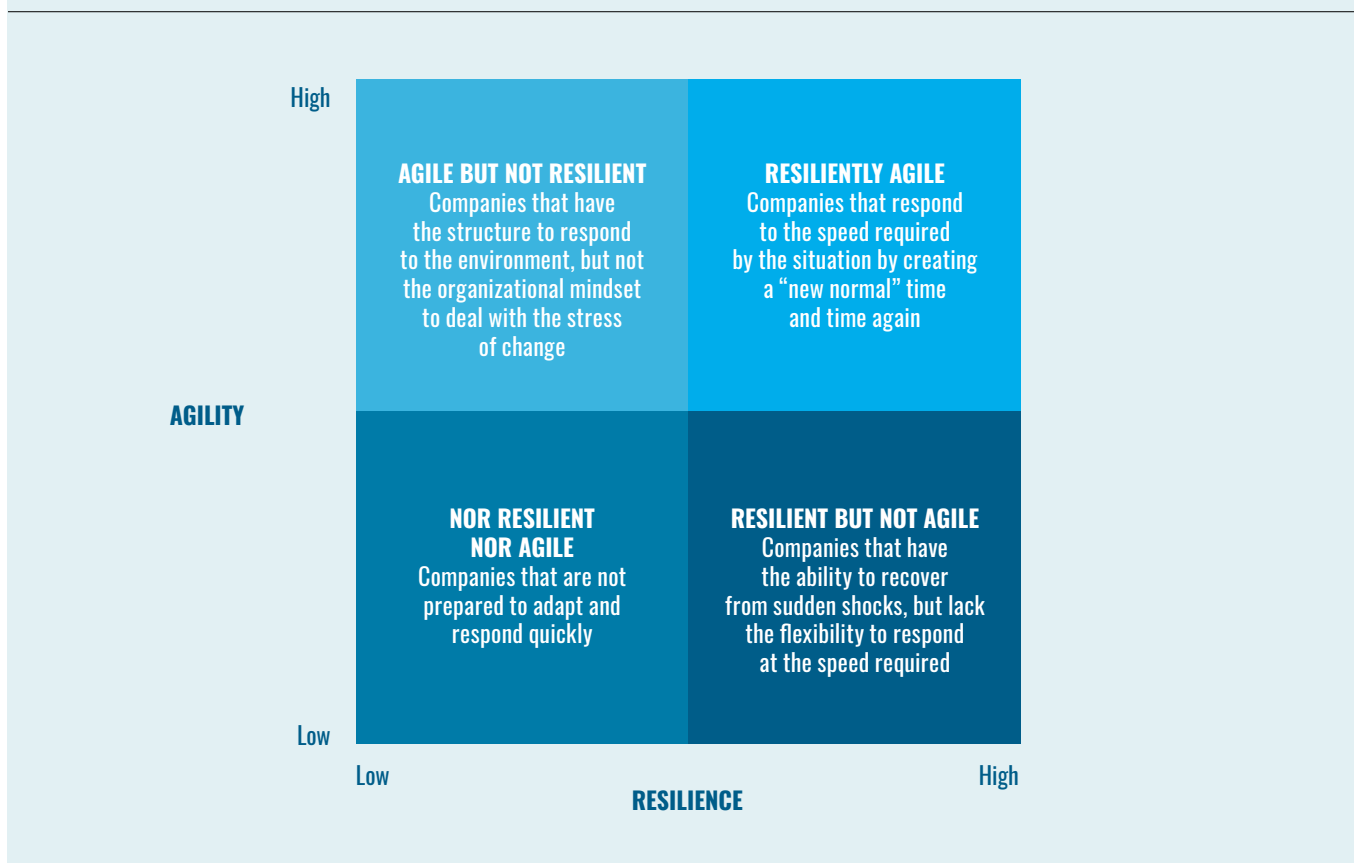 High
AGILE BUT NOT RESILIENT
Companies that have
the structure to respond
to the environment, but not
the organizational mindset
to deal with the stress
of change
RESILIENTLY AGILE
Companies that respond
to the speed required
by the situation by creating
a “new normal” time
and time again
AGILITY
NOR RESILIENT
NOR AGILE
Companies that are not
prepared to adapt and
respond quickly
RESILIENT BUT NOT AGILE
Companies that have
the ability to recover
from sudden shocks, but lack
the flexibility to respond
at the speed required
Low
Low
High
RESILIENCE